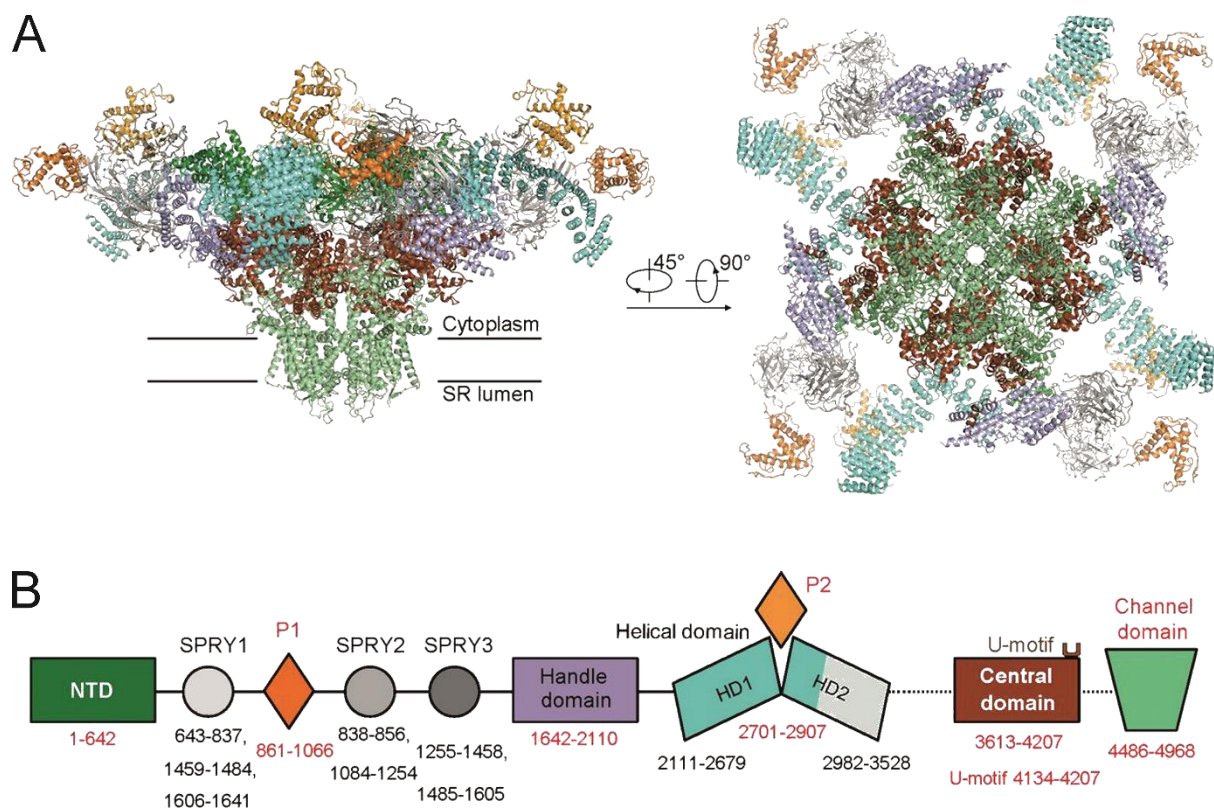 A
45° 90°
Cytoplasm
SR lumen
B
NTD
1-642
SPRY1
643-837,
1459-1484,
1606-1641
P1
861-1066
SPRY2
838-856,
1084-1254
SPRY3
1255-1458,
1485-1605
Handle
domain
1642-2110
Helical domain
HD1
2111-2679
P2
2701-2907
HD2
2982-3528
U-motif
U
Central
domain
3613-4207
U-motif 4134-4207
Channel
domain
4486-4968